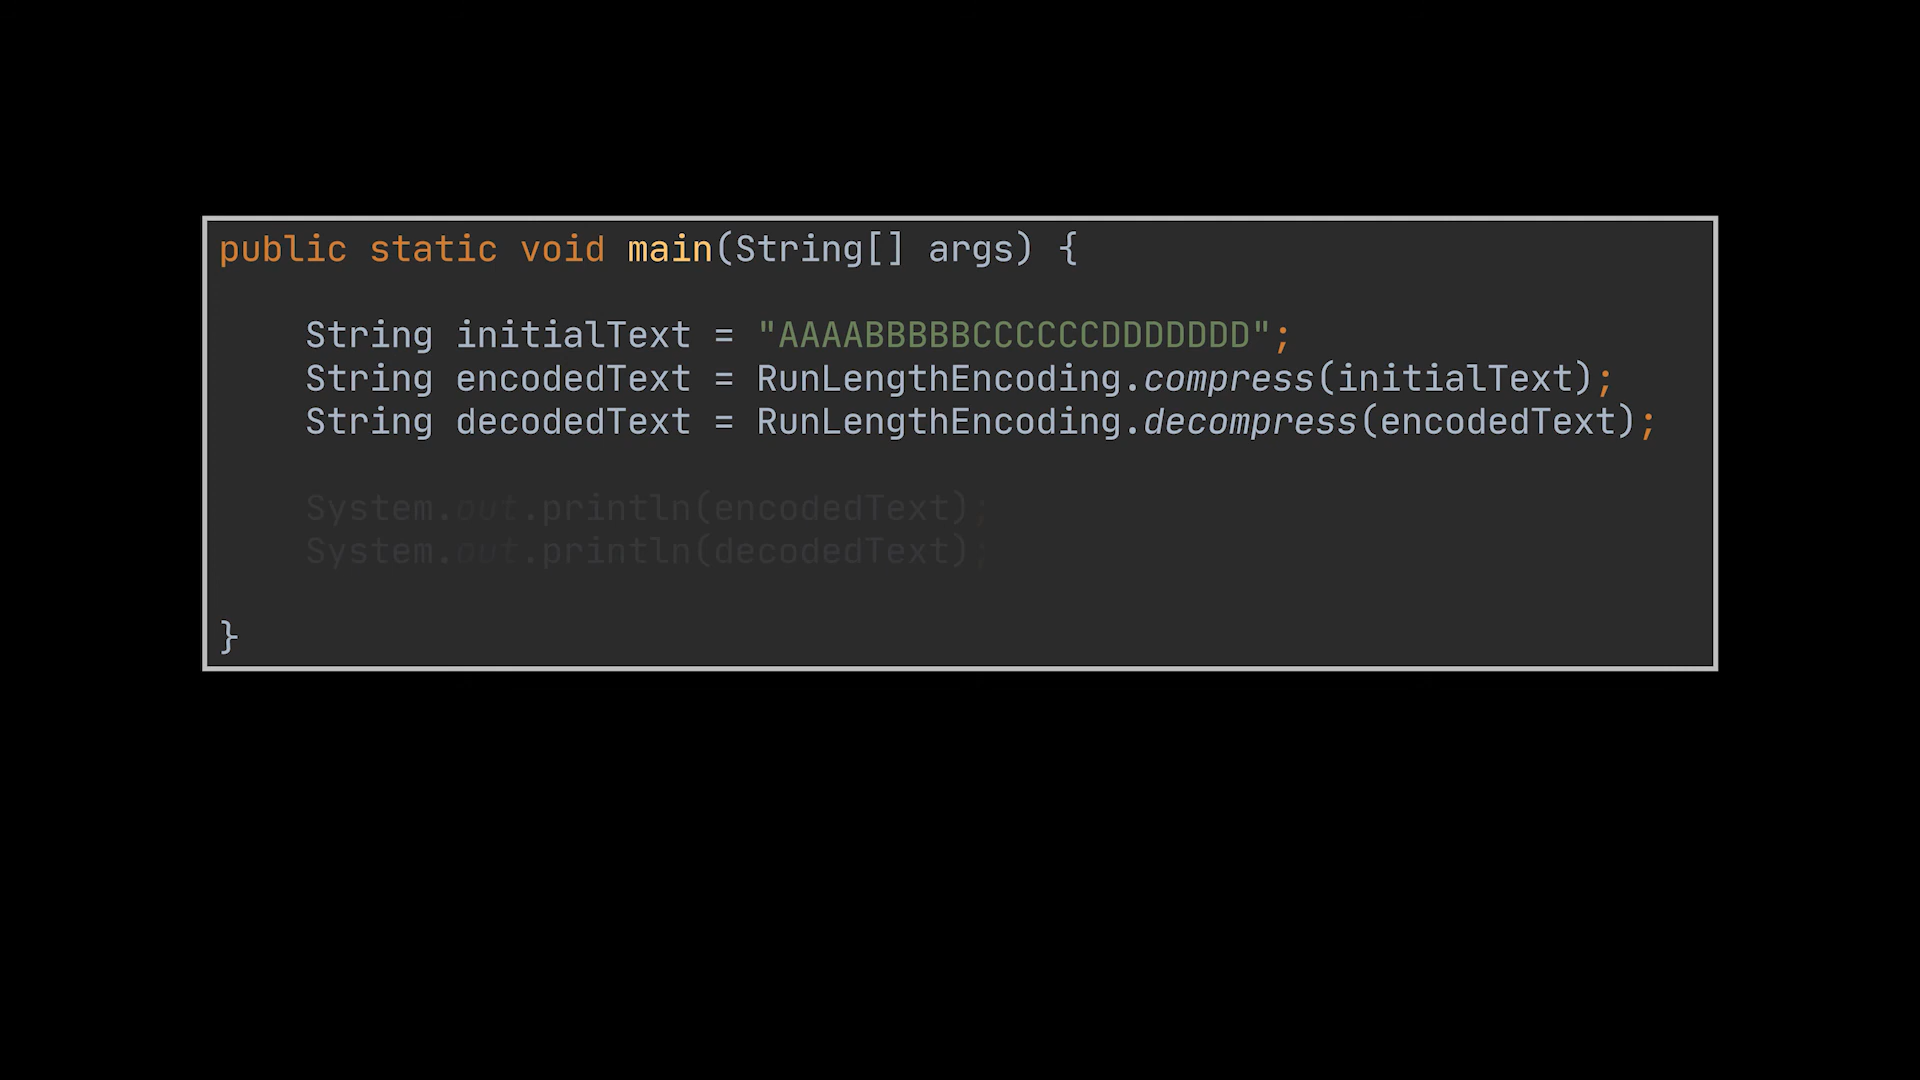 public static void main(String[] args) {
String initialText = "AAAABBBBBCCCCCCDDDDDDD";
String encodedText = RunLengthEncoding.compress(initialText);
String decodedText = RunLengthEncoding.decompress(encodedText);
System.out.println(encodedText);
System.out.println(decodedText);
}